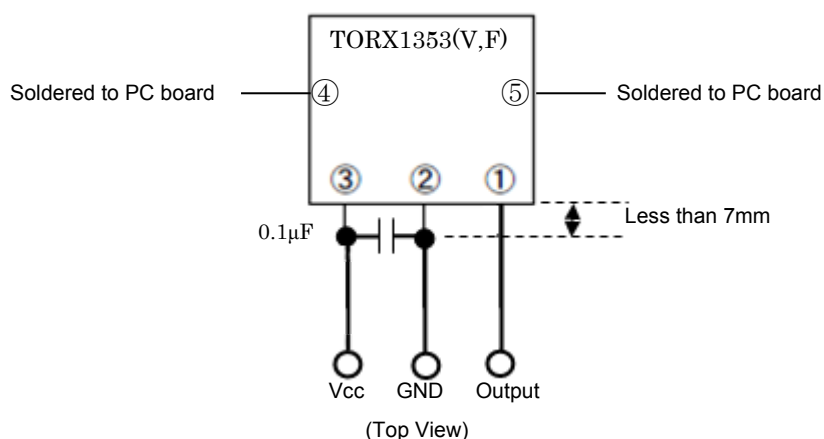 TORX1353(V,F)
Soldered to PC board
④
⑤
Soldered to PC board
③
②
①
0.1μF
Less than 7mm
Vcc
GND
Output
(Top View)